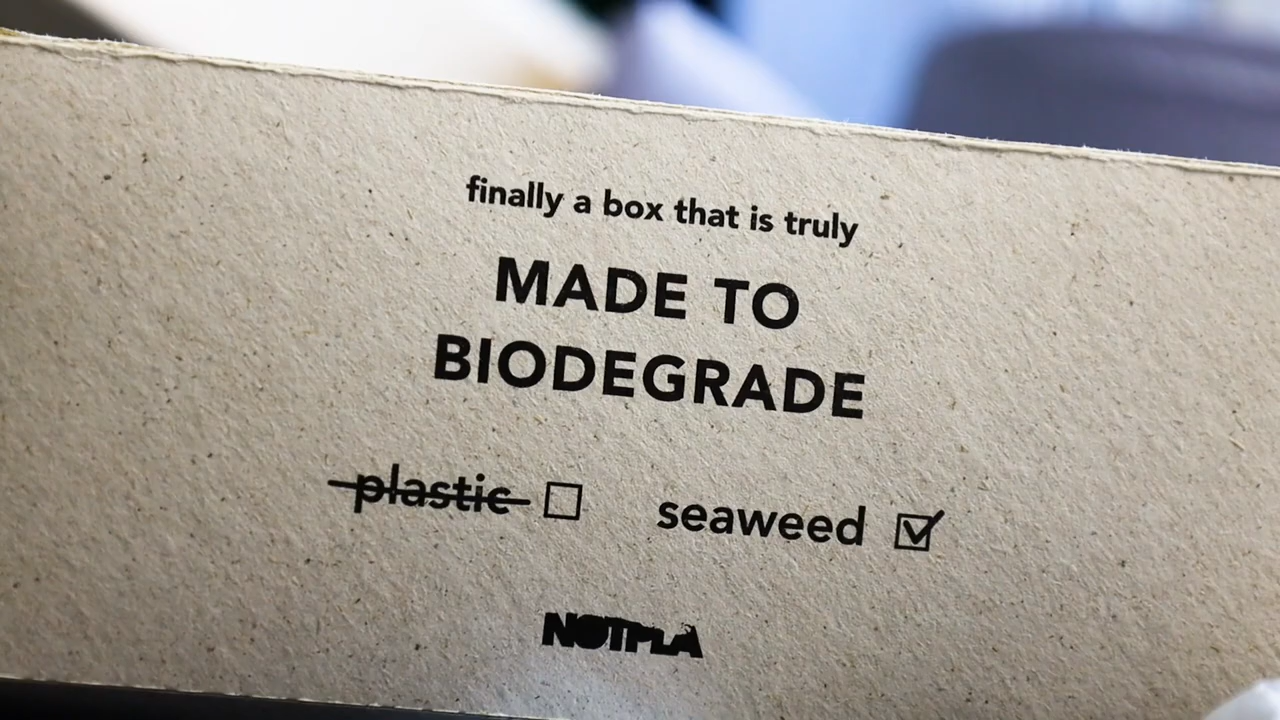 finally a box that is truly
MADE TO
BIODEGRADE
plastic seaweed
NOTPLA